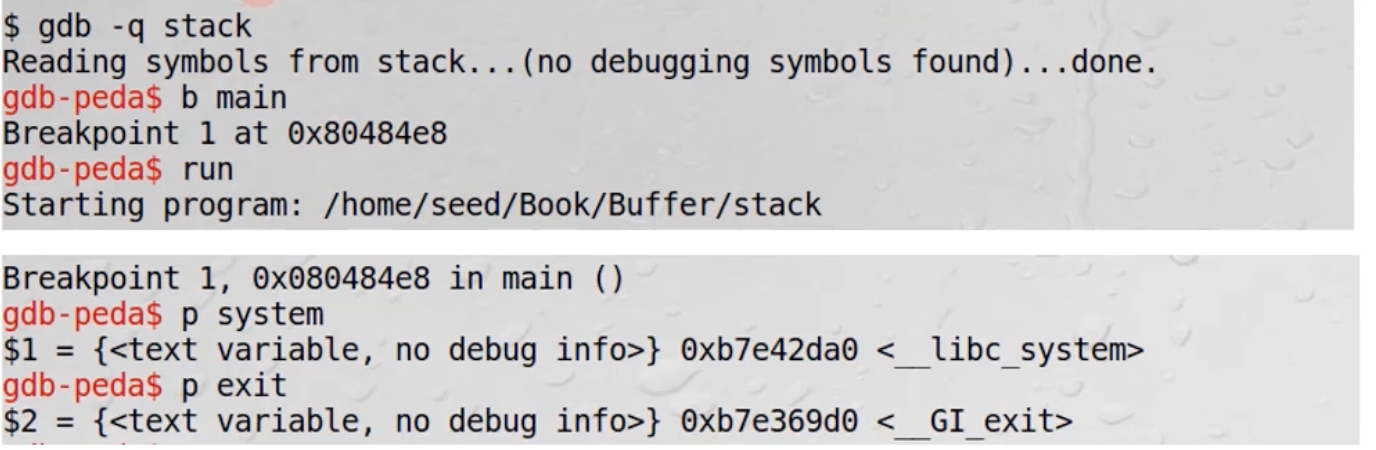 $ gdb -q stack
Reading symbols from stack...(no debugging symbols found)...done.
gdb-peda$ b main
Breakpoint 1 at 0x80484e8
gdb-peda$ run
Starting program: /home/seed/Book/Buffer/stack
Breakpoint 1, 0x080484e8 in main ()
gdb-peda$ p system
$1 = {<text variable, no debug info>} 0xb7e42da0 <__libc_system>
gdb-peda$ p exit
$2 = {<text variable, no debug info>} 0xb7e369d0 <__GI_exit>